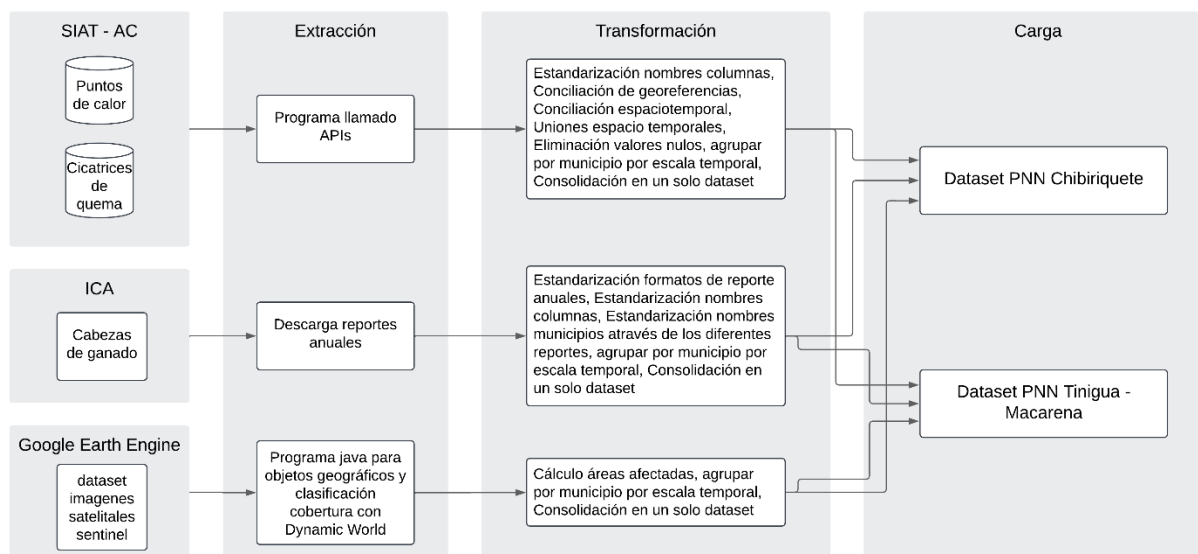 SIAT - AC
Puntos
de calor
Cicatrices
de
quema
ICA
Cabezas
de ganado
Google Earth Engine
dataset
imagenes
satelitales
sentinel
Extracción
Programa llamado
APIs
Descarga reportes
anuales
Programa java para
objetos geográficos y
clasificación
cobertura con
Dynamic World
Transformación
Estandarización nombres columnas,
Conciliación de georeferencias,
Conciliación espaciotemporal,
Uniones espacio temporales,
Eliminación valores nulos, agrupar
por municipio por escala temporal,
Consolidación en un solo dataset
Estandarización formatos de reporte
anuales, Estandarización nombres
columnas, Estandarización nombres
municipios através de los diferentes
reportes, agrupar por municipio por
escala temporal, Consolidación en
un solo dataset
Cálculo áreas afectadas, agrupar
por municipio por escala temporal,
Consolidación en un solo dataset
Carga
Dataset PNN Chibiriquete
Dataset PNN Tinigua -
Macarena